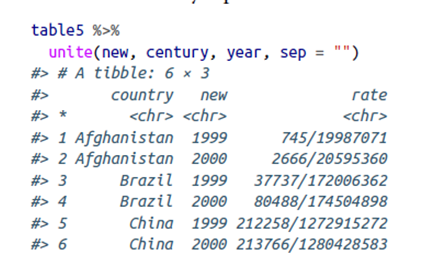 table5 %>%
  unite(new, century, year, sep = "")
#> # A tibble: 6 × 3
#>       country   new              rate
#> *       <chr> <chr>             <chr>
#> 1 Afghanistan  1999      745/19987071
#> 2 Afghanistan  2000     2666/20595360
#> 3      Brazil  1999   37737/172006362
#> 4      Brazil  2000   80488/174504898
#> 5       China  1999 212258/1272915272
#> 6       China  2000 213766/1280428583